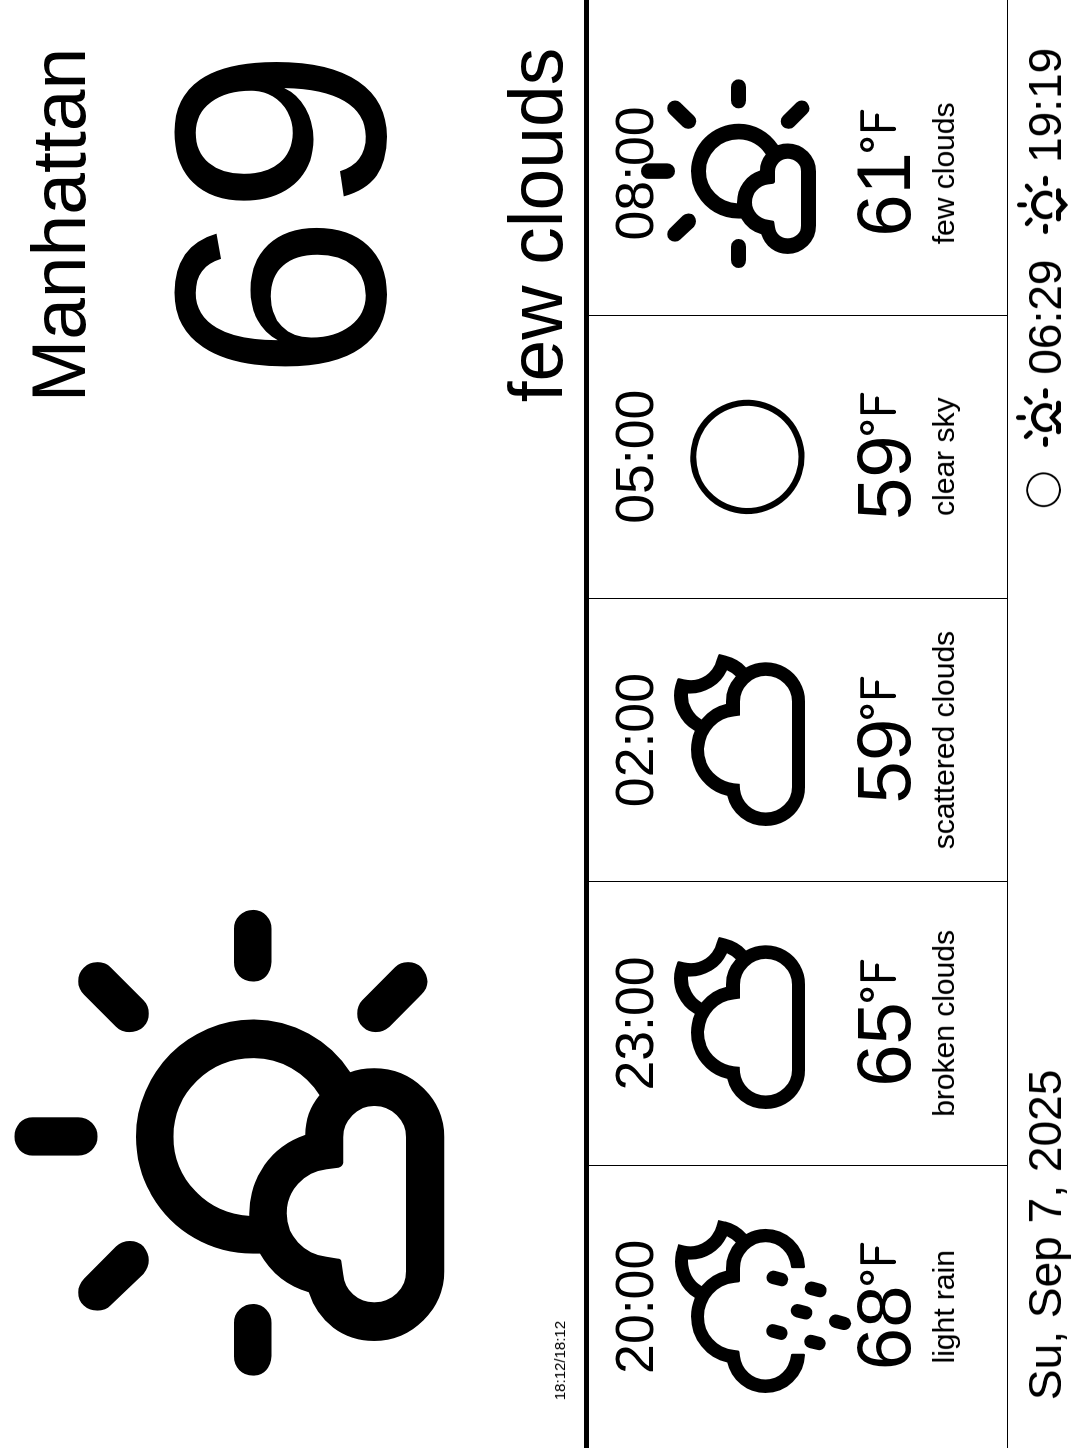 Manhattan
69
few clouds
18:12/18:12
20:00
68°F
light rain
23:00
65°F
broken clouds
02:00
59°F
scattered clouds
05:00
59°F
clear sky
08:00
61°F
few clouds
Su, Sep 7, 2025
06:29
19:19